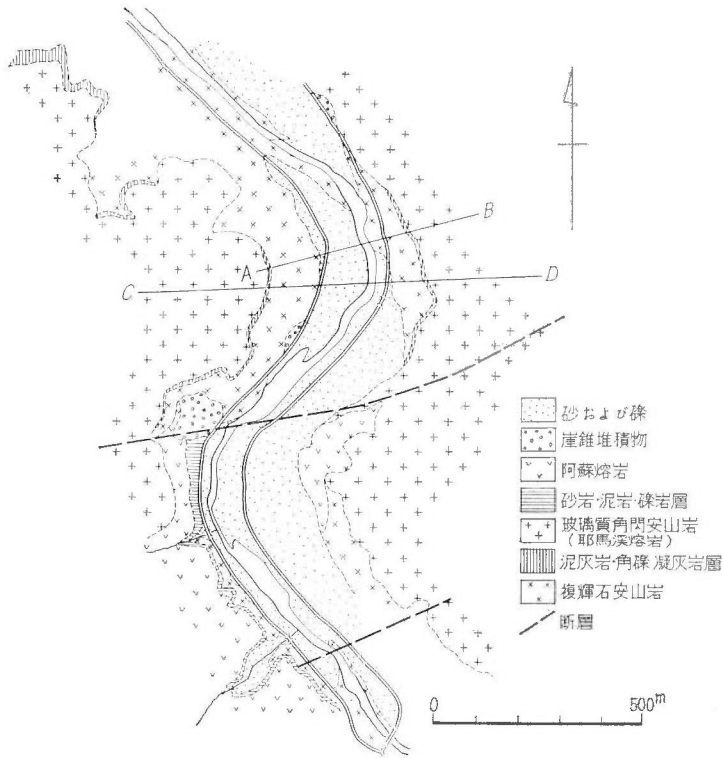 B
A
C
D
砂および礫
崖錐堆積物
阿蘇熔岩
砂岩・泥岩・礫岩層
玻璃質角閃安山岩
(耶馬渓熔岩)
泥灰岩・角礫凝灰岩層
複輝石安山岩
断層
0 500m